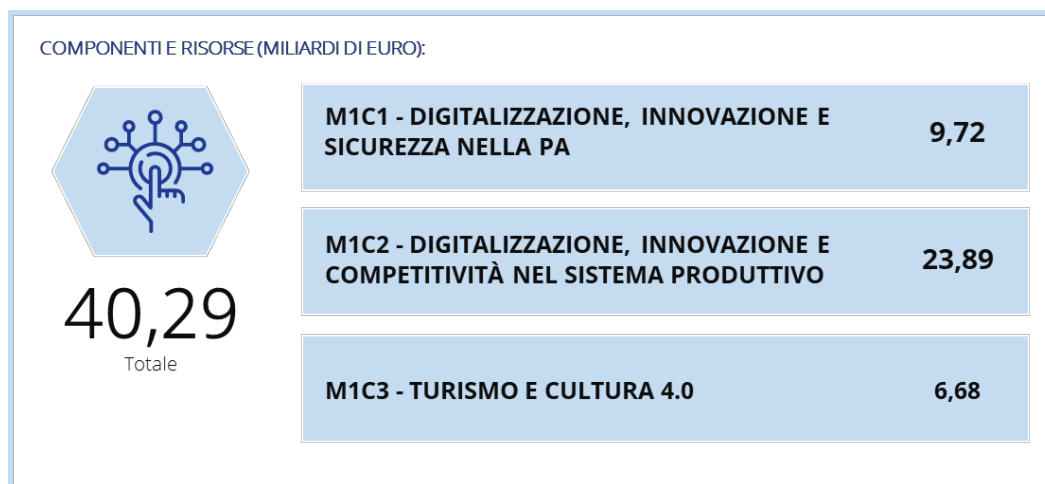 COMPONENTI E RISORSE (MILIARDI DI EURO):
M1C1 - DIGITALIZZAZIONE, INNOVAZIONE E
SICUREZZA NELLA PA
9,72
M1C2 - DIGITALIZZAZIONE, INNOVAZIONE E
COMPETITIVITÀ NEL SISTEMA PRODUTTIVO
23,89
40,29
Totale
M1C3 - TURISMO E CULTURA 4.0
6,68